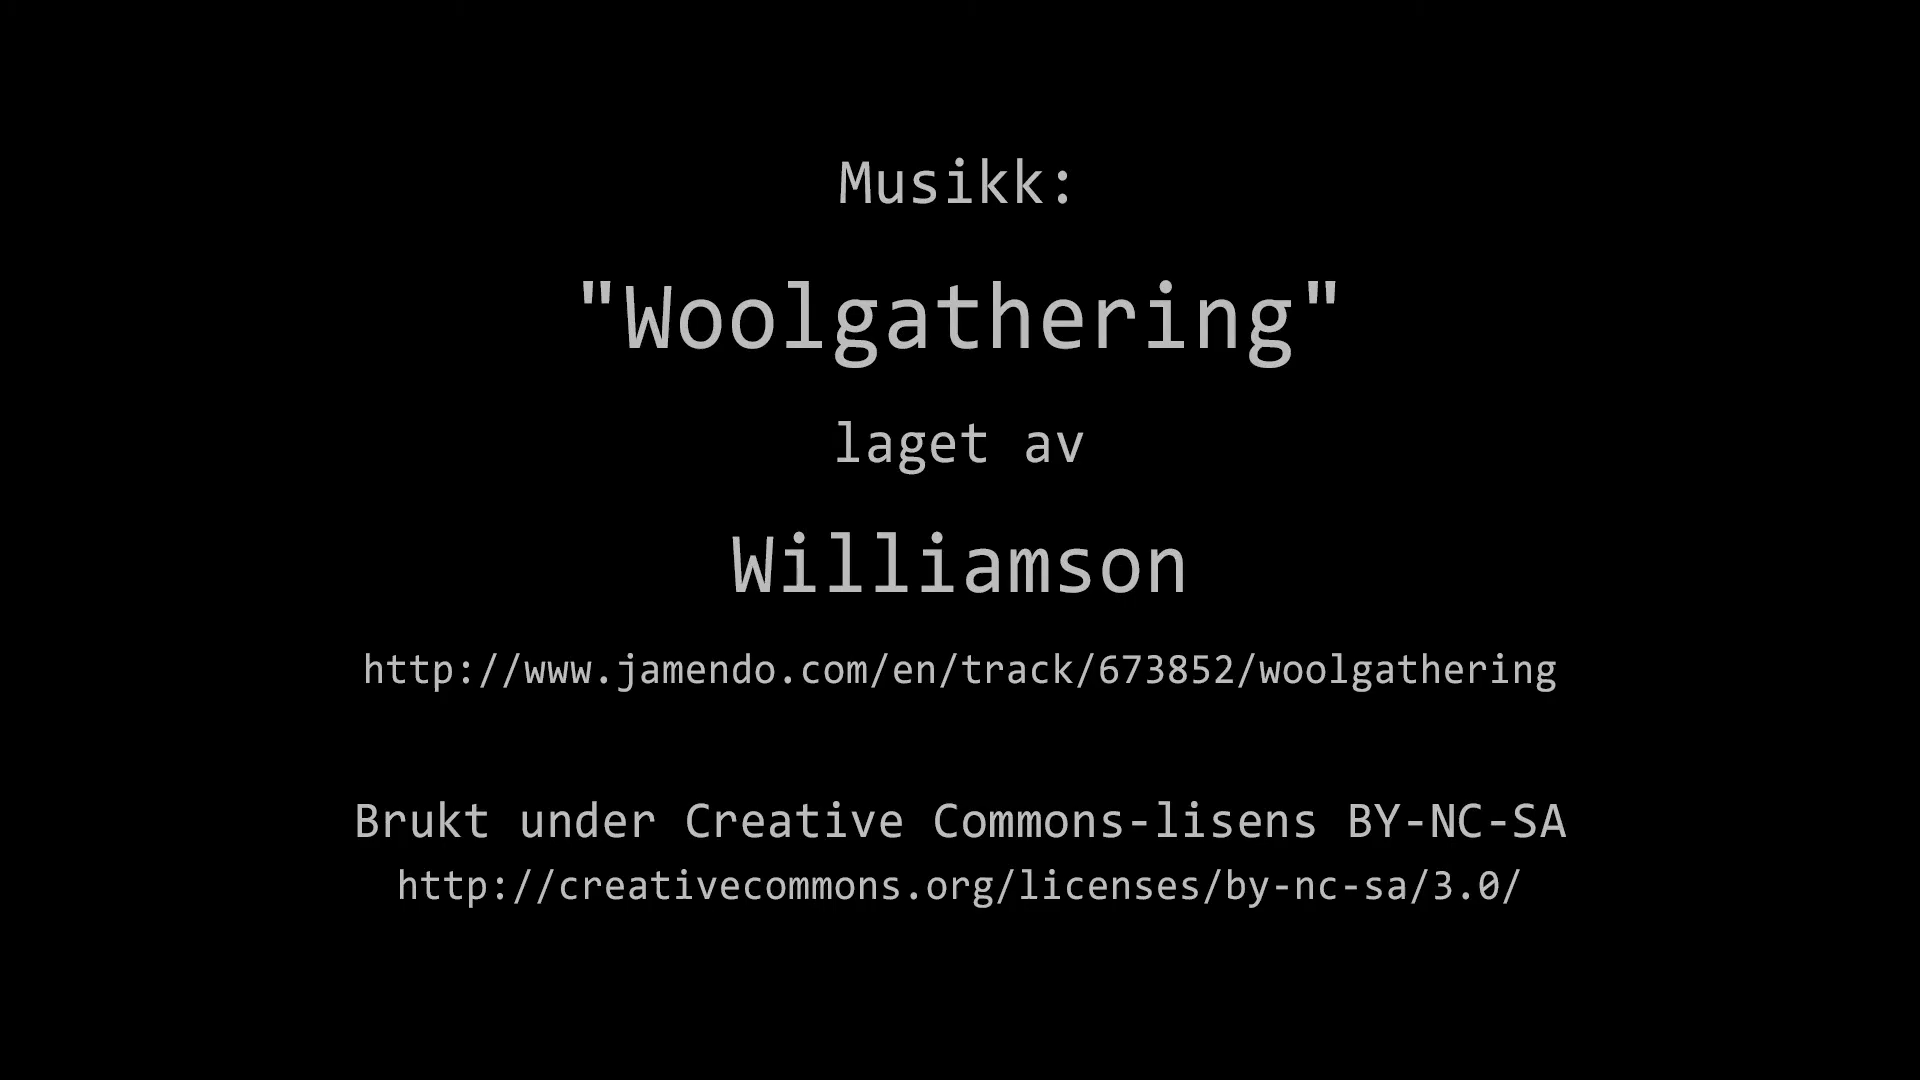 Musikk:
"Woolgathering"
laget av
Williamson
http://www.jamendo.com/en/track/673852/woolgathering
Brukt under Creative Commons-lisens BY-NC-SA
http://creativecommons.org/licenses/by-nc-sa/3.0/